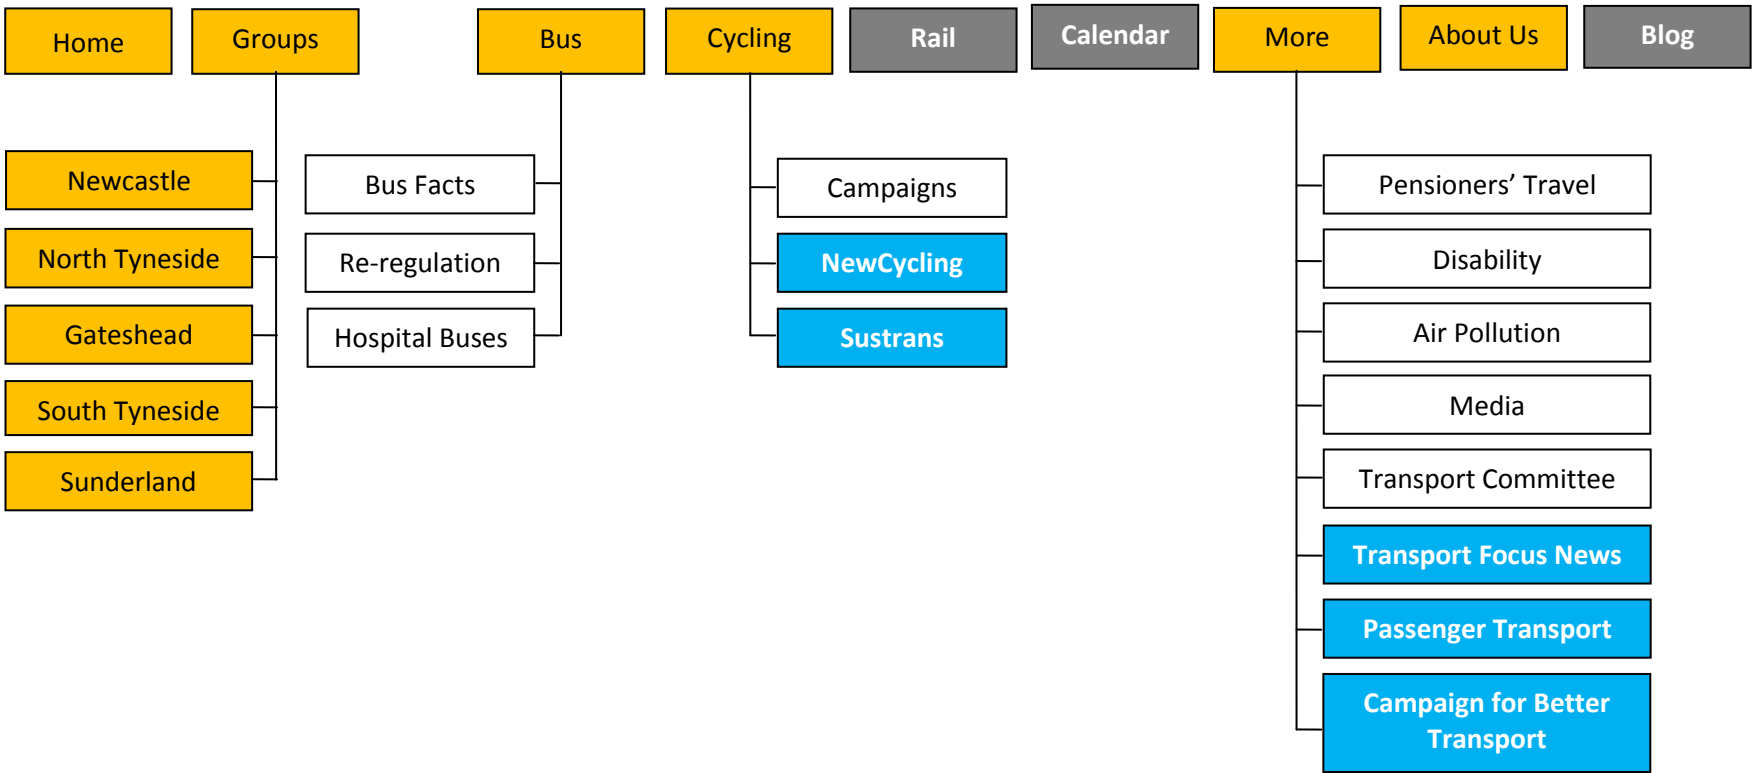 Home
Groups
Bus
Cycling
Rail
Calendar
More
About Us
Blog
Newcastle
North Tyneside
Gateshead
South Tyneside
Sunderland
Bus Facts
Re-regulation
Hospital Buses
Campaigns
NewCycling
Sustrans
Pensioners’ Travel
Disability
Air Pollution
Media
Transport Committee
Transport Focus News
Passenger Transport
Campaign for Better
Transport